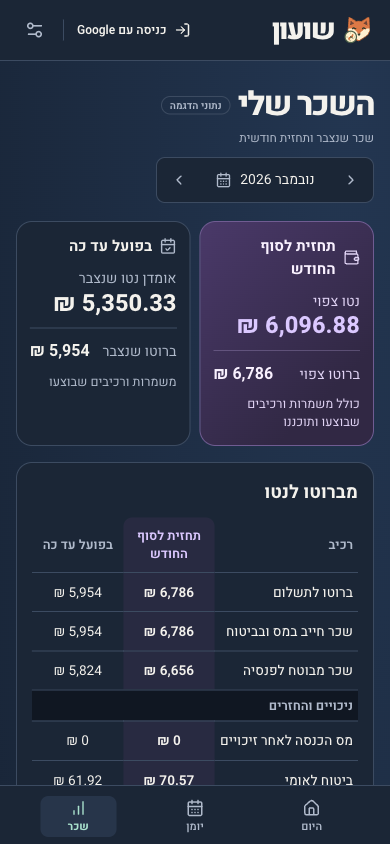 שועון
כניסה עם Google
השכר שלי
נתוני הדגמה
שכר שנצבר ותחזית חודשית
נובמבר 2026
תחזית לסוף
החודש
נטו צפוי
6,096.88 ₪
ברוטו צפוי
6,786 ₪
כולל משמרות ורכיבים
שבוצעו ותוכננו
בפועל עד כה
אומדן נטו שנצבר
5,350.33 ₪
ברוטו שנצבר
5,954 ₪
משמרות ורכיבים שבוצעו
מברוטו לנטו
רכיב תחזית לסוף החודש בפועל עד כה
ברוטו לתשלום 6,786 ₪ 5,954 ₪
שכר חייב במס ובביטוח 6,786 ₪ 5,954 ₪
שכר מבוטח לפנסיה 6,656 ₪ 5,824 ₪
ניכויים והחזרים
מס הכנסה לאחר זיכויים 0 ₪ 0 ₪
ביטוח לאומי 70.57 ₪ 61.92 ₪
היום
יומן
שכר